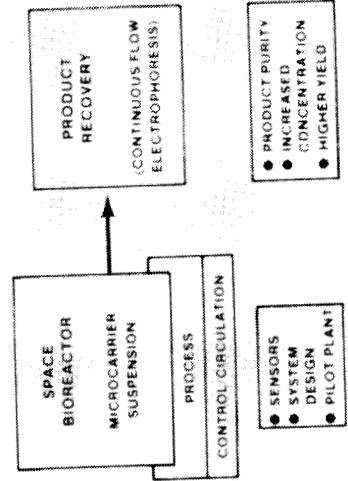 SPACE
BIOREACTOR
MICROCARRIER
SUSPENSION
PROCESS
CONTROL/CIRCULATION
● SENSORS
● SYSTEM
DESIGN
● PILOT PLANT
PRODUCT
RECOVERY
(CONTINUOUS FLOW
ELECTROPHORESIS)
● PRODUCT PURITY
● INCREASED
CONCENTRATION
● HIGHER YIELD